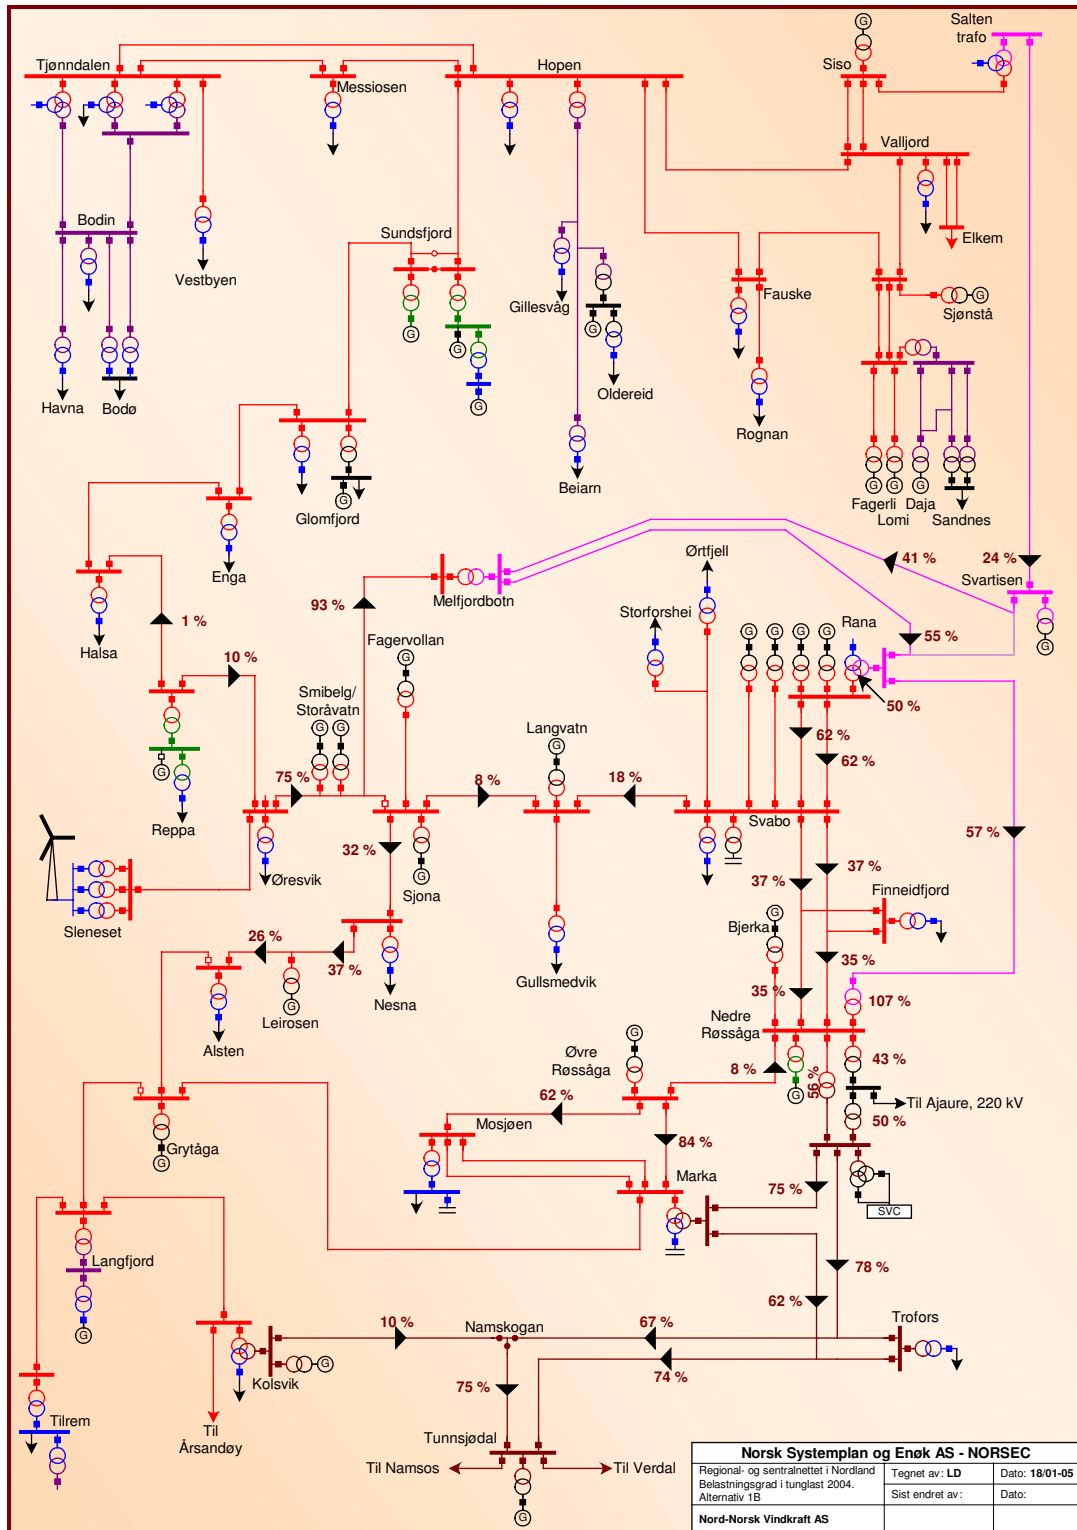 Salten
trafo
Tjønndalen
Messiosen
Hopen
Siso
G
Valljord
Elkem
Bodin
Vestbyen
Sundsfjord
Gillesvåg
Fauske
G
Sjønstå
G
G
G
G
Oldereid
Havna
Bodø
Rognan
Beiarn
G
G
G
Fagerli
Lomi
Daja
Sandnes
G
Glomfjord
Enga
Ørtfjell
41 %
24 %
Svartisen
Melfjordbotn
93 %
Storforshei
Rana
55 %
G
Halsa
1 %
Fagervollan
G
G
G
G
G
10 %
Smibelg/
Storåvatn
G
G
50 %
Langvatn
G
62 %
62 %
G
Reppa
75 %
8 %
18 %
Svabo
57 %
Øresvik
32 %
Sjona
G
37 %
37 %
Finneidfjord
Sleneset
26 %
37 %
Nesna
Gullsmedvik
G
Bjerka
35 %
35 %
G
Leirosen
Alsten
107 %
Nedre
Røssåga
G
Øvre
Røssåga
8 %
G
56 %
43 %
Til Ajaure, 220 kV
50 %
62 %
Mosjøen
84 %
Grytåga
G
Marka
75 %
SVC
Langfjord
G
78 %
62 %
10 %
Namskogan
67 %
Trofors
G
Kolsvik
74 %
75 %
Tilrem
Til
Årsandøy
Tunnsjødal
Til Namsos
Til Verdal
G
Norsk Systemplan og Enøk AS - NORSEC
Regional- og sentralnettet i Nordland
Belastningsgrad i tunglast 2004.
Alternativ 1B
Tegnet av: LD
Dato: 18/01-05
Sist endret av:
Dato:
Nord-Norsk Vindkraft AS